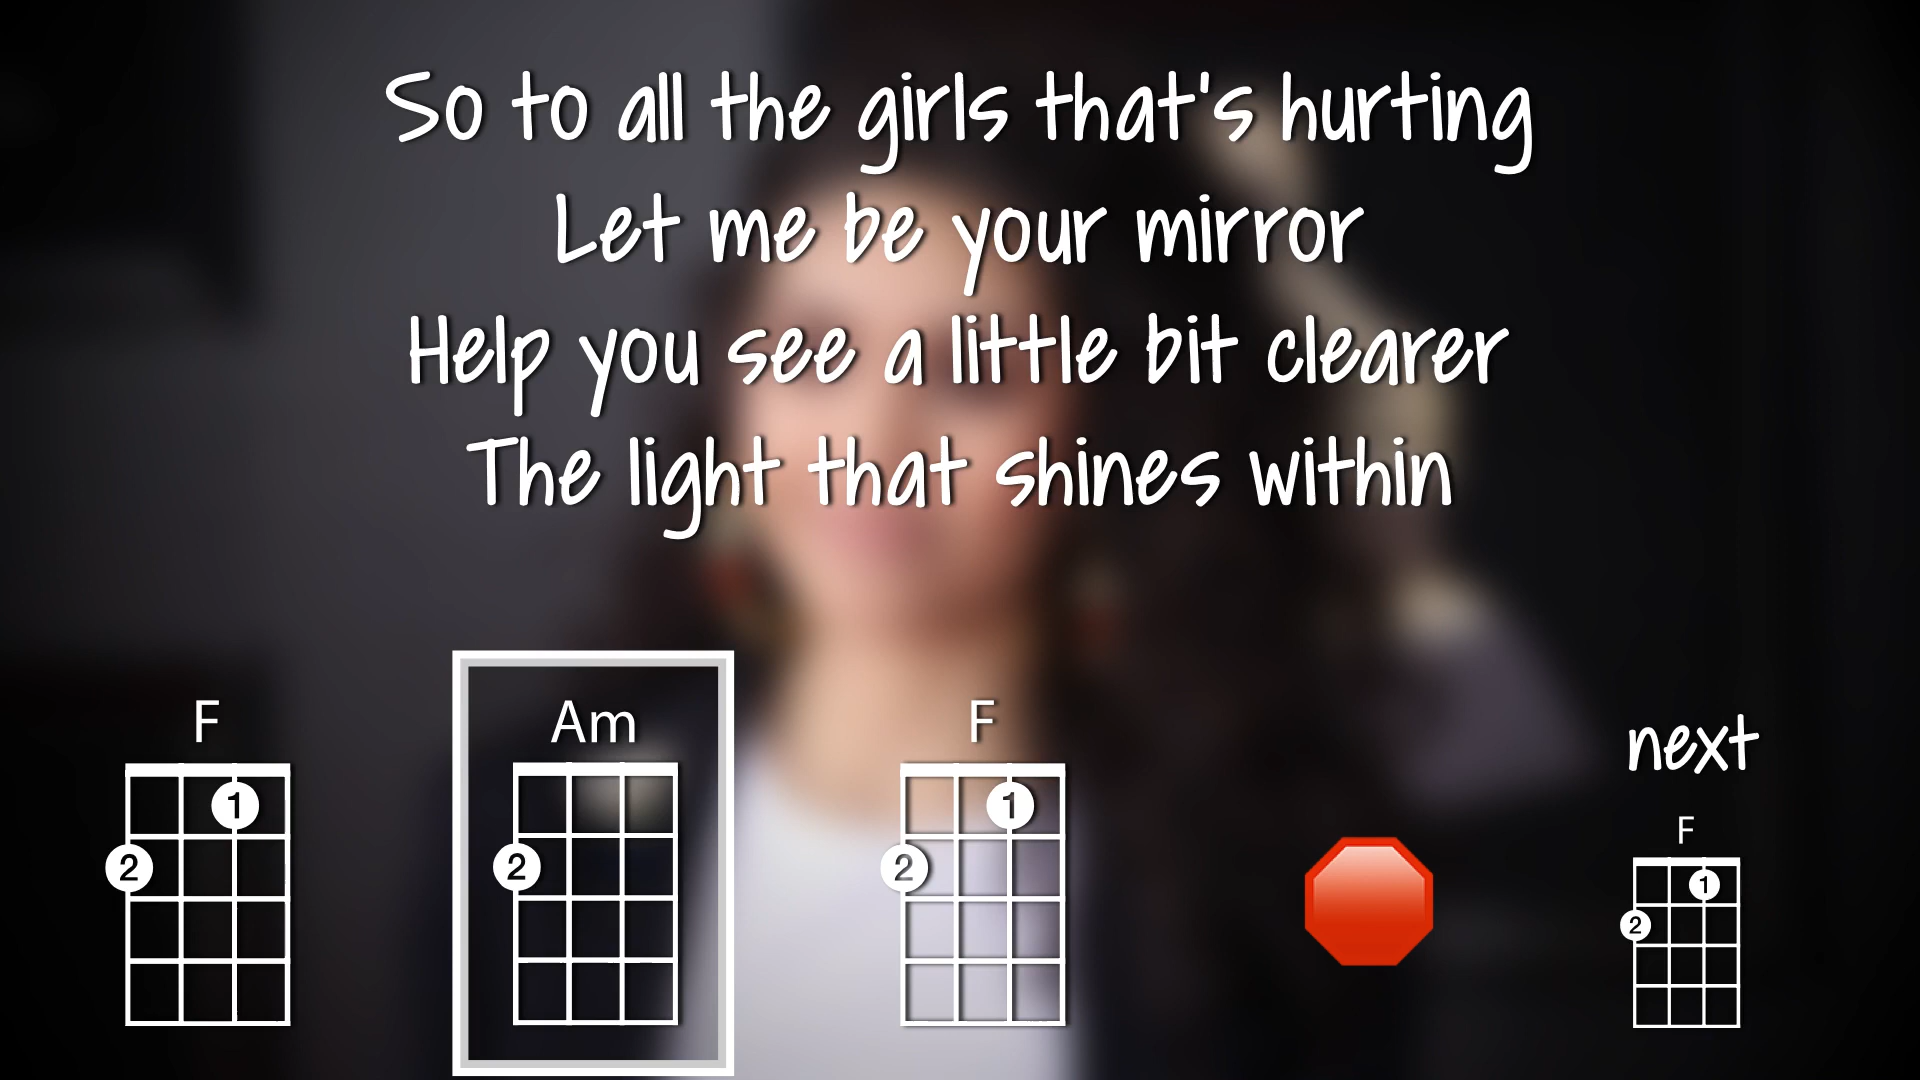 So to all the girls that's hurting
Let me be your mirror
Help you see a little bit clearer
The light that shines within
F
Am
F
next
F
1
2
2
1
2
1
2